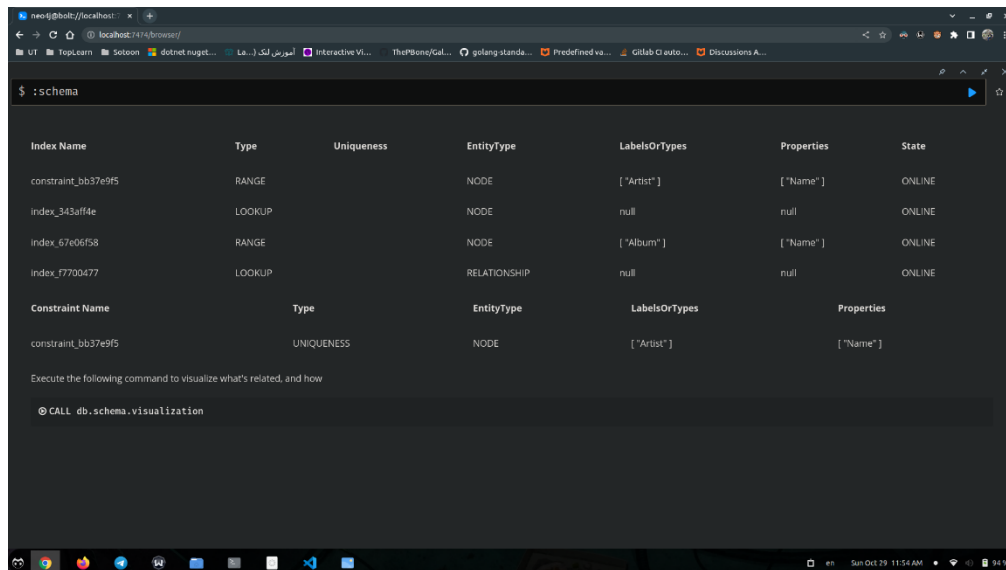 neo4j@bolt://localhost:7
localhost:7474/browser/
UT TopLearn Sotoon dotnet nuget... آموزش لنک (La... Interactive Vi... ThePBone/Gal... golang-standa... Predefined va... Gitlab CI auto... Discussions A...
$ :schema
Index Name Type Uniqueness EntityType LabelsOrTypes Properties State
constraint_bb37e9f5 RANGE NODE [ "Artist" ] [ "Name" ] ONLINE
index_343aff4e LOOKUP NODE null null ONLINE
index_67e06f58 RANGE NODE [ "Album" ] [ "Name" ] ONLINE
index_f7700477 LOOKUP RELATIONSHIP null null ONLINE
Constraint Name Type EntityType LabelsOrTypes Properties
constraint_bb37e9f5 UNIQUENESS NODE [ "Artist" ] [ "Name" ]
Execute the following command to visualize what's related, and how
CALL db.schema.visualization
en Sun Oct 29 11:54 AM